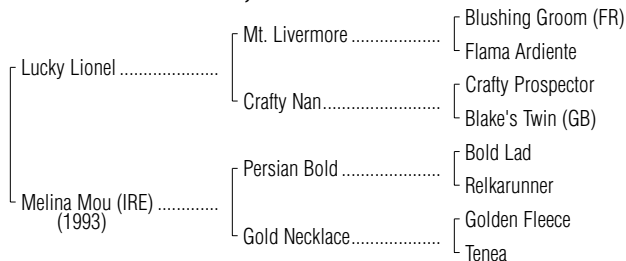 Blushing Groom (FR)
Mt. Livermore ....................
Flama Ardiente
Lucky Lionel ......................
Crafty Prospector
Crafty Nan..........................
Blake's Twin (GB)
Bold Lad
Persian Bold ......................
Relkarunner
Melina Mou (IRE) .............
(1993)
Golden Fleece
Gold Necklace....................
Tenea